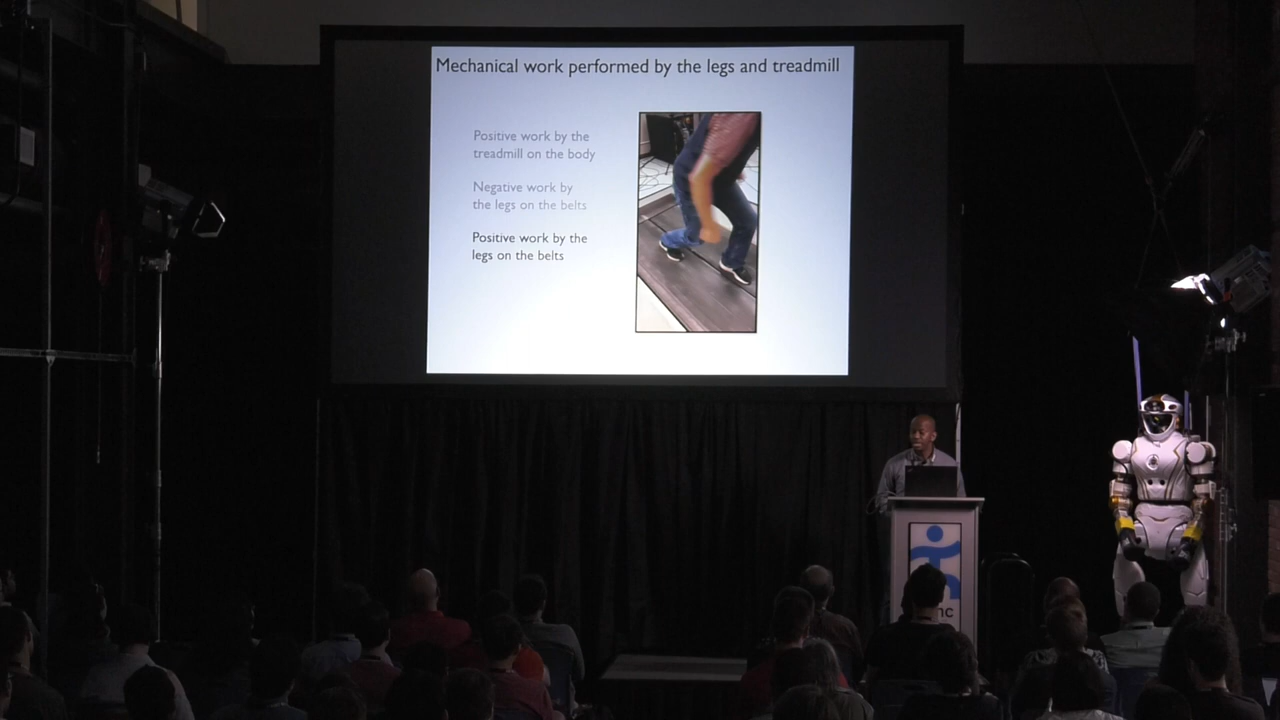 Mechanical work performed by the legs and treadmill
Positive work by the
treadmill on the body
Negative work by
the legs on the belts
Positive work by the
legs on the belts